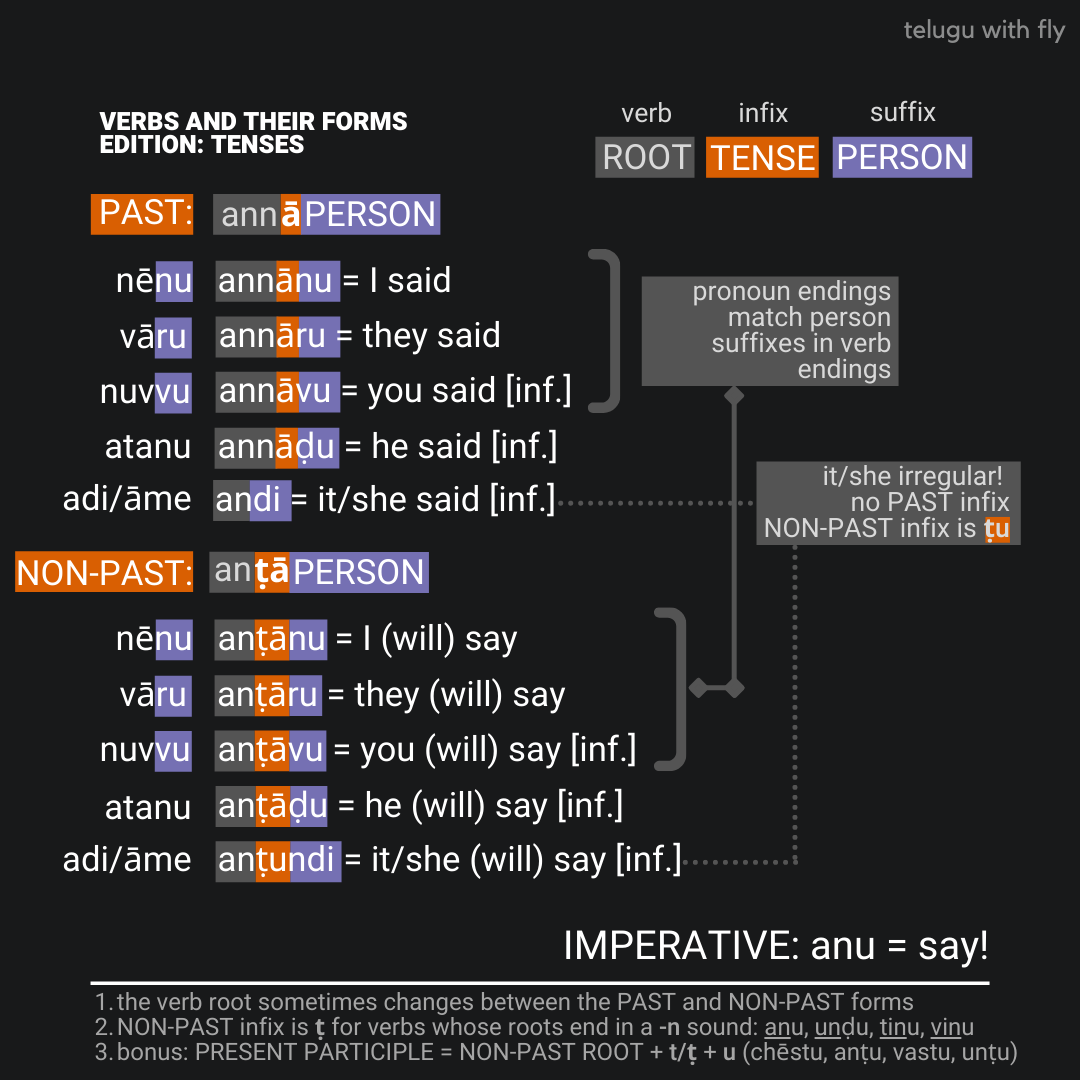 telugu with fly
VERBS AND THEIR FORMS
EDITION: TENSES
verb infix suffix
ROOT TENSE PERSON
PAST: annāPERSON
nēnu annānu = I said
vāru annāru = they said
nuvvu annāvu = you said [inf.]
atanu annāḍu = he said [inf.]
adi/āme andi = it/she said [inf.]
pronoun endings
match person
suffixes in verb
endings
it/she irregular!
no PAST infix
NON-PAST infix is ṭu
NON-PAST: anṭāPERSON
nēnu anṭānu = I (will) say
vāru anṭāru = they (will) say
nuvvu anṭāvu = you (will) say [inf.]
atanu anṭāḍu = he (will) say [inf.]
adi/āme anṭundi = it/she (will) say [inf.]
IMPERATIVE: anu = say!
1. the verb root sometimes changes between the PAST and NON-PAST forms
2. NON-PAST infix is ṭ for verbs whose roots end in a -n sound: anu, unḍu, tinu, vinu
3. bonus: PRESENT PARTICIPLE = NON-PAST ROOT + t/ṭ + u (chēstu, anṭu, vastu, unṭu)